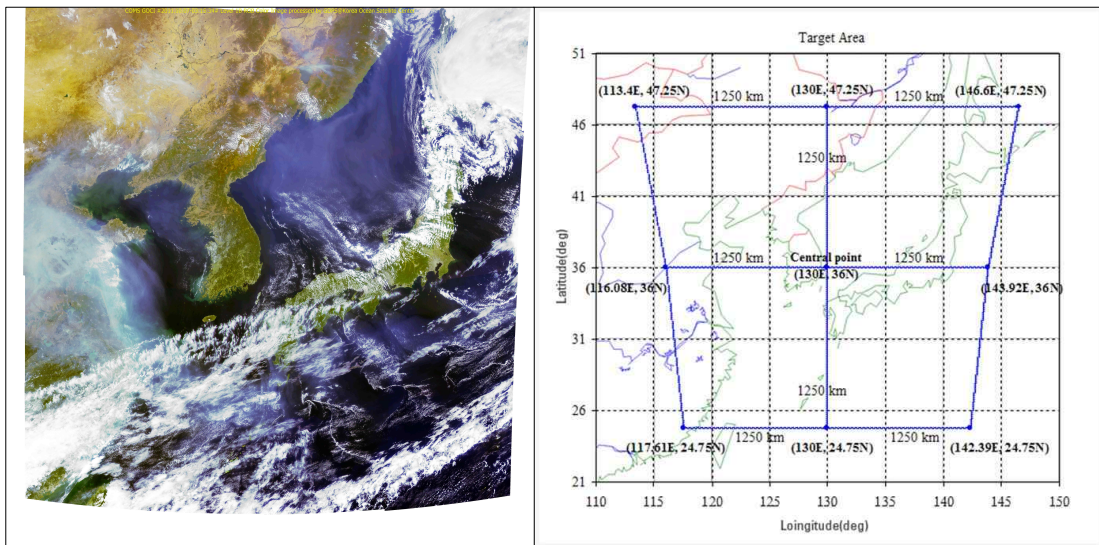 Target Area
51
(113.4E, 47.25N)
(130E, 47.25N)
(146.6E, 47.25N)
1250 km
1250 km
46
1250 km
41
Central point
1250 km
1250 km
36
(130E, 36N)
(116.08E, 36N)
(143.92E, 36N)
Latitude(deg)
31
1250 km
26
1250 km
1250 km
(117.61E, 24.75N)
(130E, 24.75N)
(142.39E, 24.75N)
21
110
115
120
125
130
135
140
145
150
Loingitude(deg)